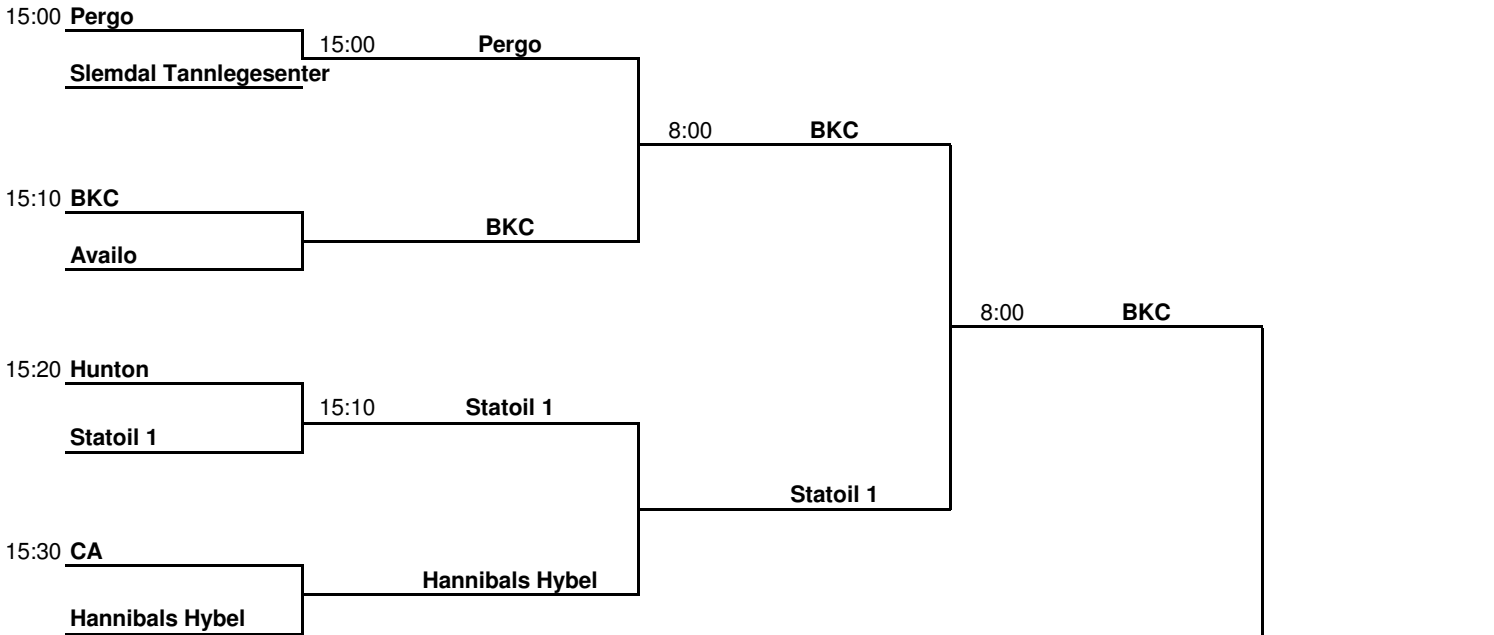 15:00 Pergo
15:00 Pergo
Slemdal Tannlegesenter
8:00 BKC
15:10 BKC
BKC
Availo
8:00 BKC
15:20 Hunton
15:10 Statoil 1
Statoil 1
Statoil 1
15:30 CA
Hannibals Hybel
Hannibals Hybel